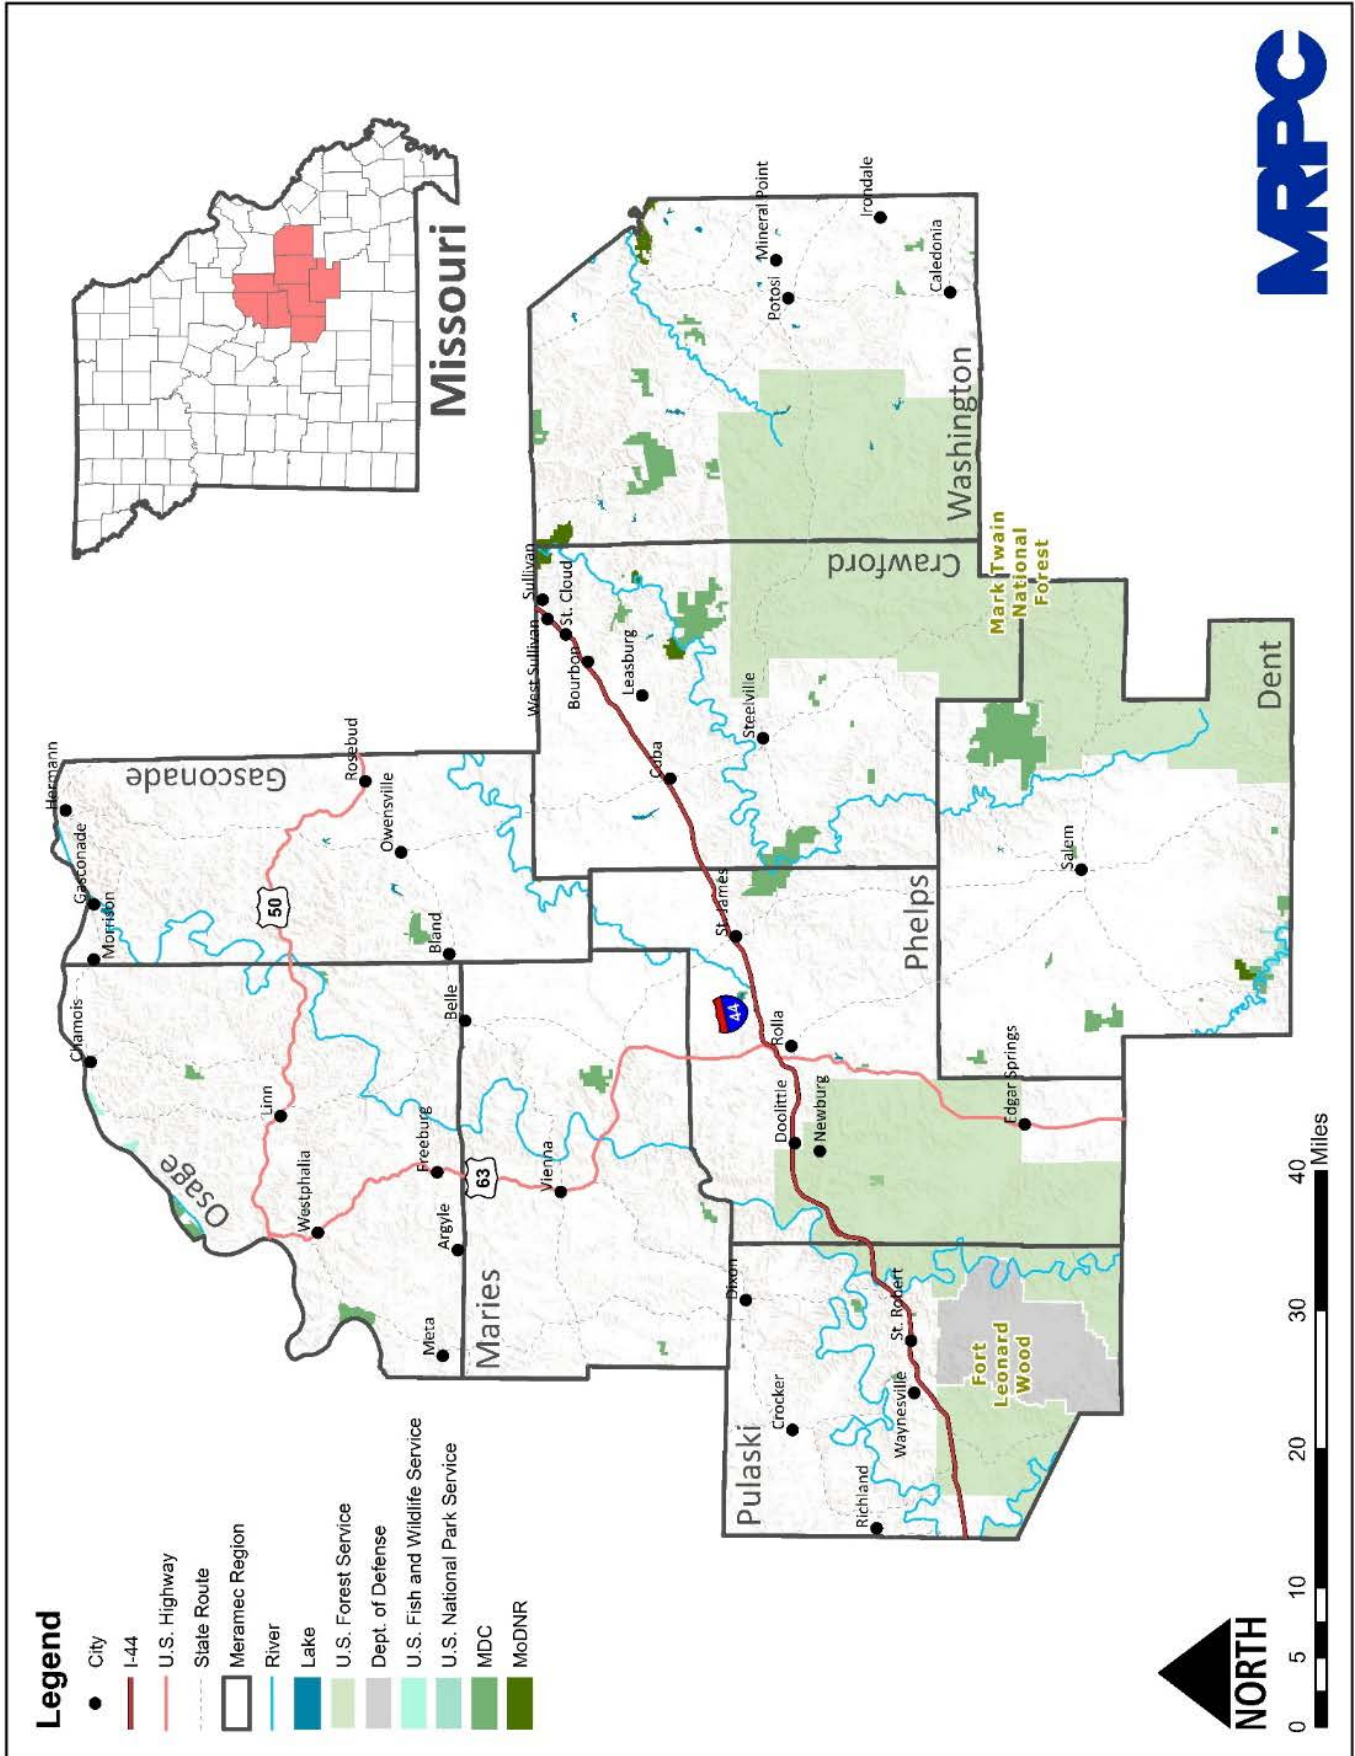 Legend
City
I-44
U.S. Highway
State Route
Meramec Region
River
Lake
U.S. Forest Service
Dept. of Defense
U.S. Fish and Wildlife Service
U.S. National Park Service
MDC
MoDNR
Missouri
Osage
Chamois
Linn
Westphalia
Freeburg
Argyle
Meta
Gasconade
Hermann
Gasconade
Morrison
50
Rosebud
Owensville
Bland
Belle
Maries
63
Vienna
Pulaski
Dixon
Crocker
Richland
Waynesville
St. Robert
Fort
Leonard
Wood
Phelps
St. James
44
Rolla
Doolittle
Newburg
Edgar Springs
Crawford
Sullivan
West Sullivan
St. Cloud
Bourbon
Leasburg
Cuba
Steelville
Washington
Mineral Point
Potosi
Irondale
Caledonia
Mark Twain
National
Forest
Dent
Salem
NORTH
0 5 10 20 30 40
Miles
MRPC